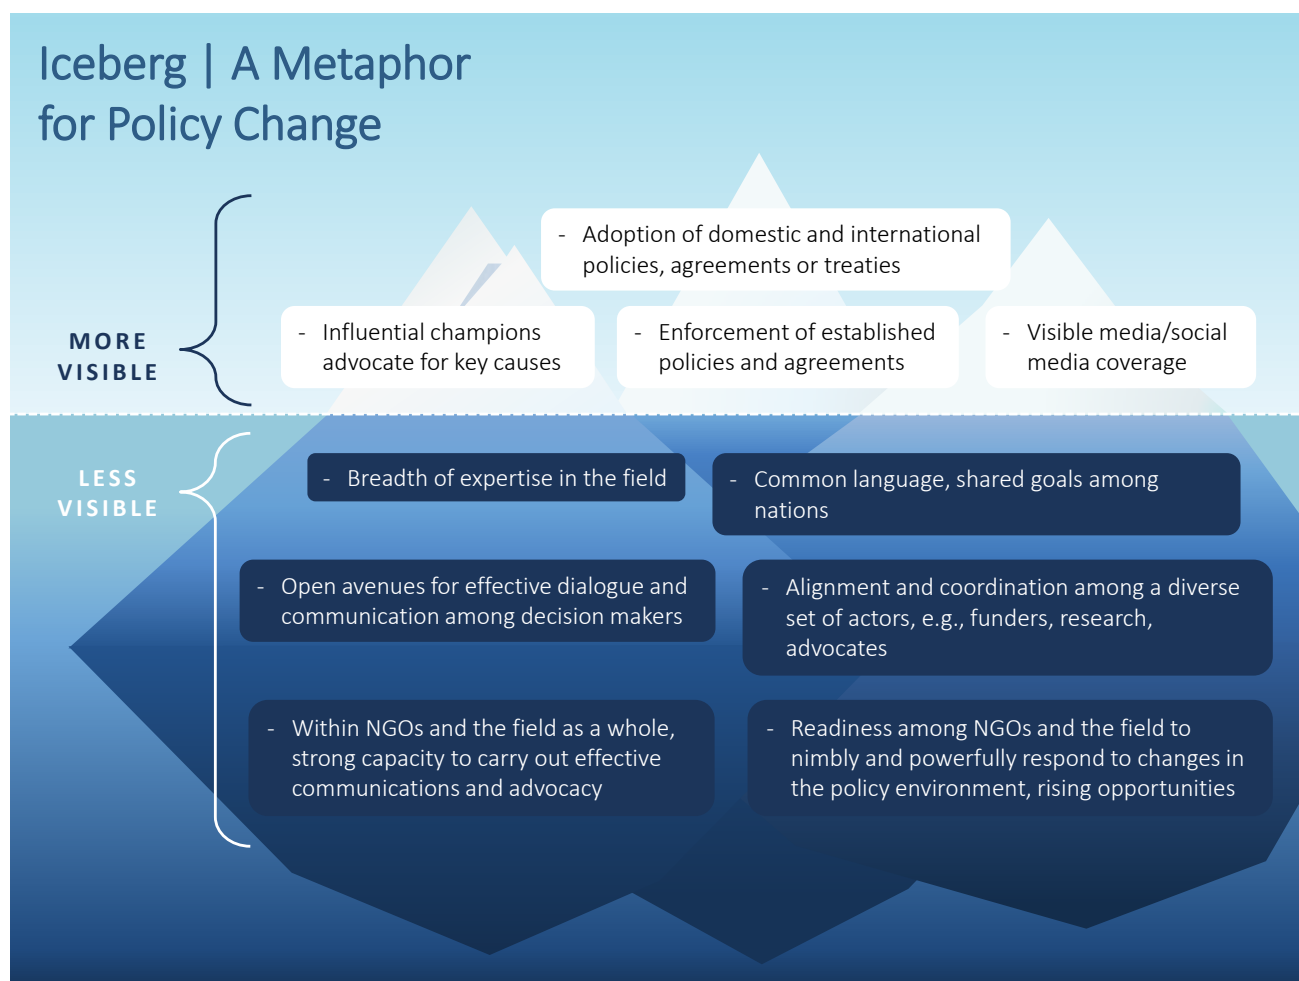 Iceberg | A Metaphor
for Policy Change
- Adoption of domestic and international
policies, agreements or treaties
MORE
VISIBLE
- Influential champions
advocate for key causes
- Enforcement of established
policies and agreements
- Visible media/social
media coverage
LESS
VISIBLE
- Breadth of expertise in the field
- Common language, shared goals among
nations
- Open avenues for effective dialogue and
communication among decision makers
- Alignment and coordination among a diverse
set of actors, e.g., funders, research,
advocates
- Within NGOs and the field as a whole,
strong capacity to carry out effective
communications and advocacy
- Readiness among NGOs and the field to
nimbly and powerfully respond to changes in
the policy environment, rising opportunities